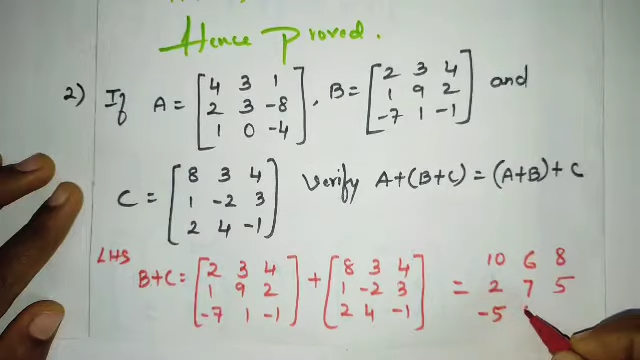 Hence Proved.
2) If A = [4 3 1 2 3 -8 1 0 -4], B = [2 3 4 1 9 2 -7 1 -1] and
C = [8 3 4 1 -2 3 2 4 -1] Verify A+(B+C) = (A+B)+C
LHS
B+C = [2 3 4 1 9 2 -7 1 -1] + [8 3 4 1 -2 3 2 4 -1] = 10 6 8 2 7 5 -5